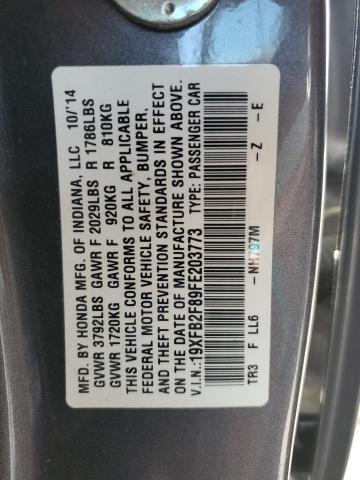 MFD. BY HONDA MFG. OF INDIANA, LLC 10/'14
GVWR 3792LBS GAWR F 2029LBS R 1786LBS
GVWR 1720KG GAWR F 920KG R 810KG
THIS VEHICLE CONFORMS TO ALL APPLICABLE
FEDERAL MOTOR VEHICLE SAFETY, BUMPER,
AND THEFT PREVENTION STANDARDS IN EFFECT
ON THE DATE OF MANUFACTURE SHOWN ABOVE.
V.I.N.:19XFB2F89FE203773 TYPE: PASSENGER CAR
TR3 F LL6 -NH797M -Z -E